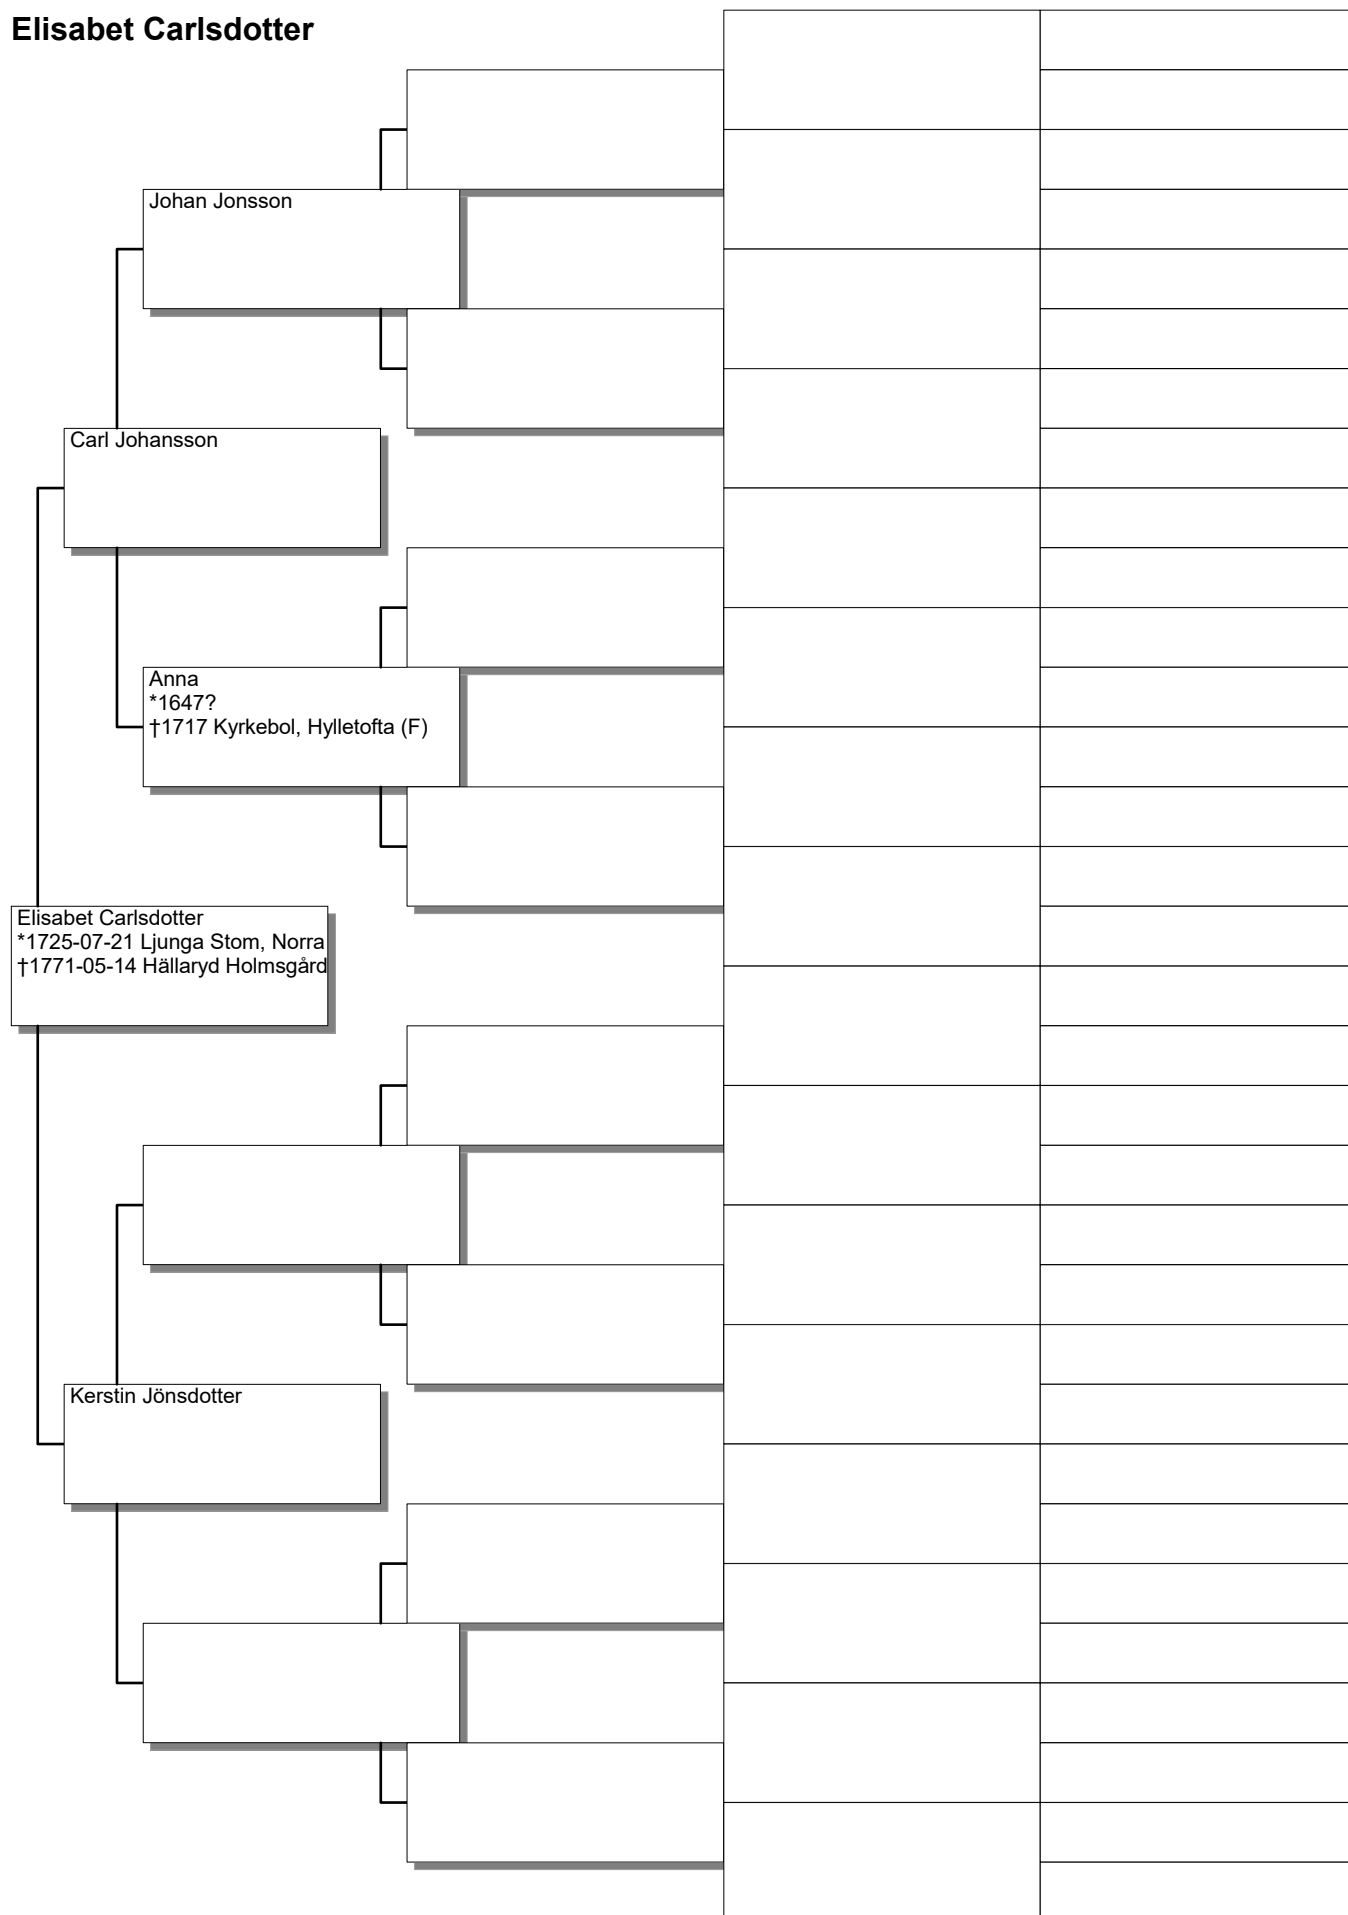 Elisabet Carlsdotter
Johan Jonsson
Carl Johansson
Anna
*1647?
†1717 Kyrkebol, Hylletofta (F)
Elisabet Carlsdotter
*1725-07-21 Ljunga Stom, Norra
†1771-05-14 Hällaryd Holmsgård
Kerstin Jönsdotter